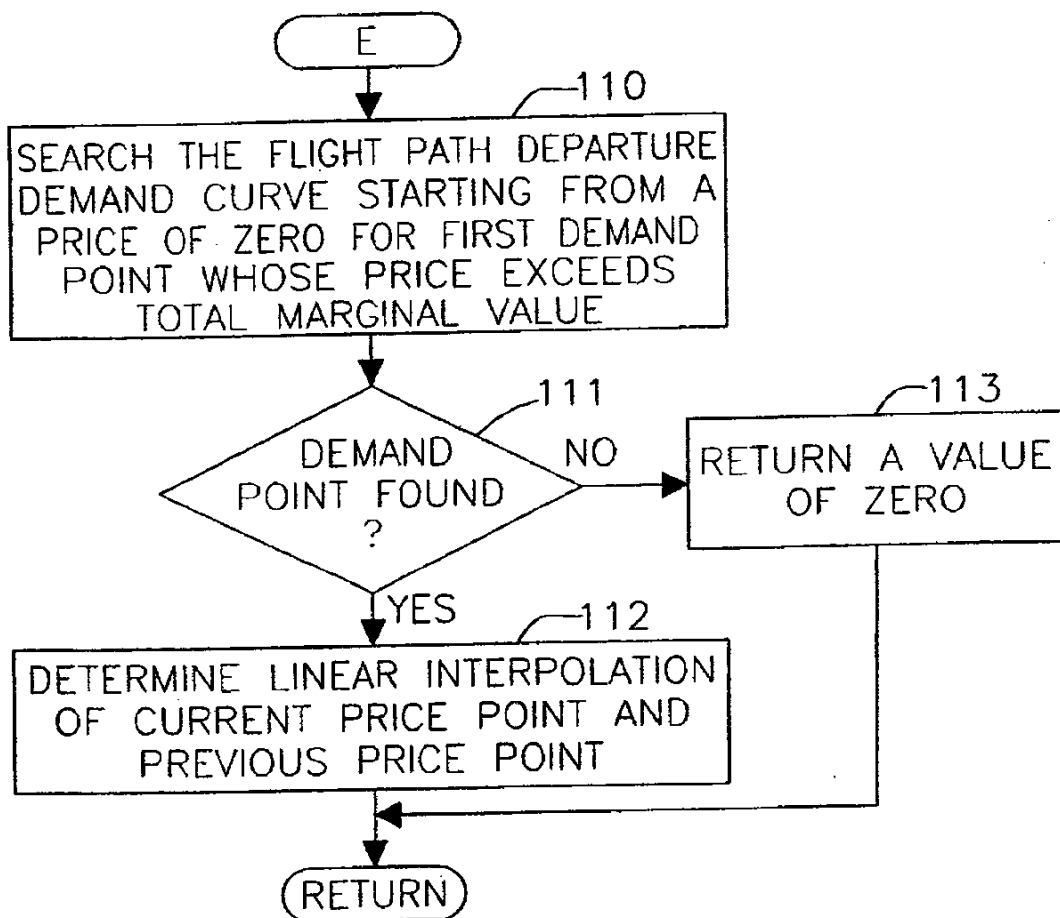 E
110
SEARCH THE FLIGHT PATH DEPARTURE
DEMAND CURVE STARTING FROM A
PRICE OF ZERO FOR FIRST DEMAND
POINT WHOSE PRICE EXCEEDS
TOTAL MARGINAL VALUE
111
DEMAND
POINT FOUND
?
NO
113
RETURN A VALUE
OF ZERO
YES
112
DETERMINE LINEAR INTERPOLATION
OF CURRENT PRICE POINT AND
PREVIOUS PRICE POINT
RETURN